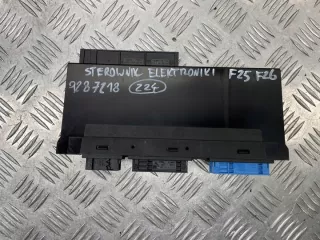 STEROWNIK ELEKTRONIKI F25 F26
9287218 224